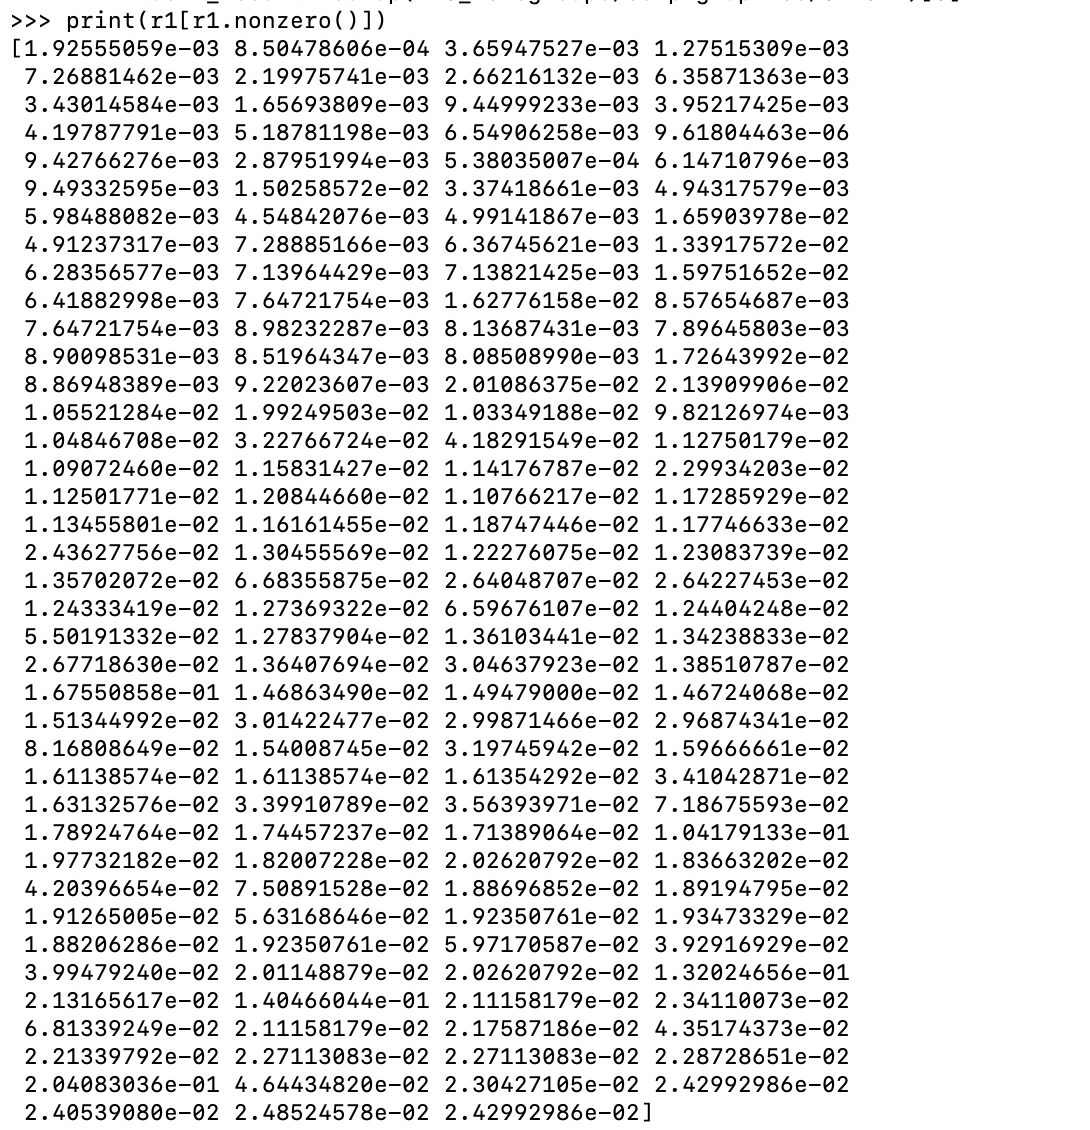 >>> print(r1[r1.nonzero()])
[1.92555059e-03 8.50478606e-04 3.65947527e-03 1.27515309e-03
7.26881462e-03 2.19975741e-03 2.66216132e-03 6.35871363e-03
3.43014584e-03 1.65693809e-03 9.44999233e-03 3.95217425e-03
4.19787791e-03 5.18781198e-03 6.54906258e-03 9.61804463e-06
9.42766276e-03 2.87951994e-03 5.38035007e-04 6.14710796e-03
9.49332595e-03 1.50258572e-02 3.37418661e-03 4.94317579e-03
5.98488082e-03 4.54842076e-03 4.99141867e-03 1.65903978e-02
4.91237317e-03 7.28885166e-03 6.36745621e-03 1.33917572e-02
6.28356577e-03 7.13964429e-03 7.13821425e-03 1.59751652e-02
6.41882998e-03 7.64721754e-03 1.62776158e-02 8.57654687e-03
7.64721754e-03 8.98232287e-03 8.13687431e-03 7.89645803e-03
8.90098531e-03 8.51964347e-03 8.08508990e-03 1.72643992e-02
8.86948389e-03 9.22023607e-03 2.01086375e-02 2.13909906e-02
1.05521284e-02 1.99249503e-02 1.03349188e-02 9.82126974e-03
1.04846708e-02 3.22766724e-02 4.18291549e-02 1.12750179e-02
1.09072460e-02 1.15831427e-02 1.14176787e-02 2.29934203e-02
1.12501771e-02 1.20844660e-02 1.10766217e-02 1.17285929e-02
1.13455801e-02 1.16161455e-02 1.18747446e-02 1.17746633e-02
2.43627756e-02 1.30455569e-02 1.22276075e-02 1.23083739e-02
1.35702072e-02 6.68355875e-02 2.64048707e-02 2.64227453e-02
1.24333419e-02 1.27369322e-02 6.59676107e-02 1.24404248e-02
5.50191332e-02 1.27837904e-02 1.36103441e-02 1.34238833e-02
2.67718630e-02 1.36407694e-02 3.04637923e-02 1.38510787e-02
1.67550858e-01 1.46863490e-02 1.49479000e-02 1.46724068e-02
1.51344992e-02 3.01422477e-02 2.99871466e-02 2.96874341e-02
8.16808649e-02 1.54008745e-02 3.19745942e-02 1.59666661e-02
1.61138574e-02 1.61138574e-02 1.61354292e-02 3.41042871e-02
1.63132576e-02 3.39910789e-02 3.56393971e-02 7.18675593e-02
1.78924764e-02 1.74457237e-02 1.71389064e-02 1.04179133e-01
1.97732182e-02 1.82007228e-02 2.02620792e-02 1.83663202e-02
4.20396654e-02 7.50891528e-02 1.88696852e-02 1.89194795e-02
1.91265005e-02 5.63168646e-02 1.92350761e-02 1.93473329e-02
1.88206286e-02 1.92350761e-02 5.97170587e-02 3.92916929e-02
3.99479240e-02 2.01148879e-02 2.02620792e-02 1.32024656e-01
2.13165617e-02 1.40466044e-01 2.11158179e-02 2.34110073e-02
6.81339249e-02 2.11158179e-02 2.17587186e-02 4.35174373e-02
2.21339792e-02 2.27113083e-02 2.27113083e-02 2.28728651e-02
2.04083036e-01 4.64434820e-02 2.30427105e-02 2.42992986e-02
2.40539080e-02 2.48524578e-02 2.42992986e-02]